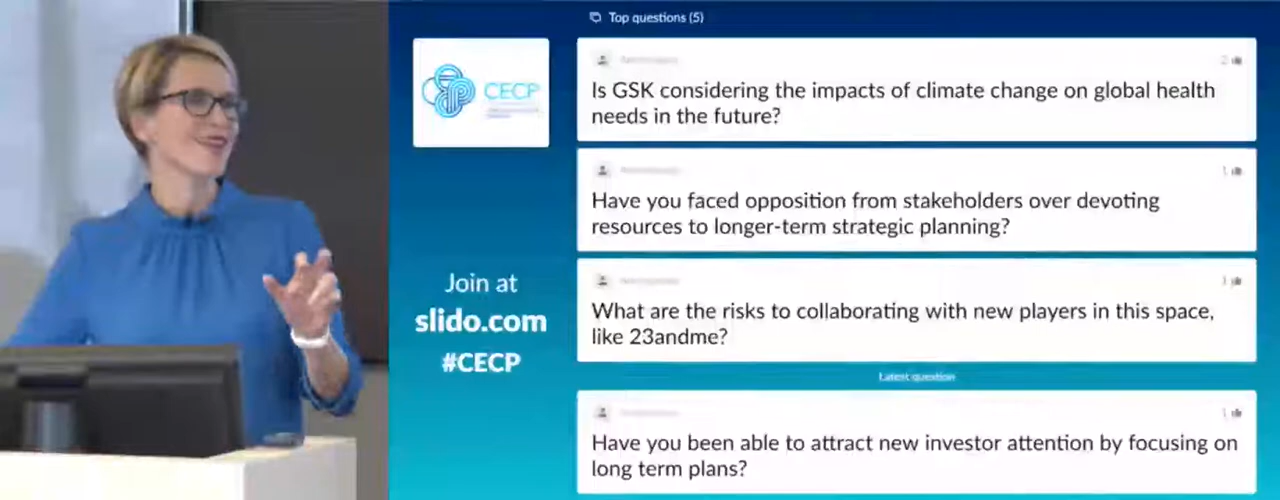 Top questions (5)
CECP
Is GSK considering the impacts of climate change on global health
needs in the future?
Have you faced opposition from stakeholders over devoting
resources to longer-term strategic planning?
What are the risks to collaborating with new players in this space,
like 23andme?
Latest question
Have you been able to attract new investor attention by focusing on
long term plans?
Join at
slido.com
#CECP